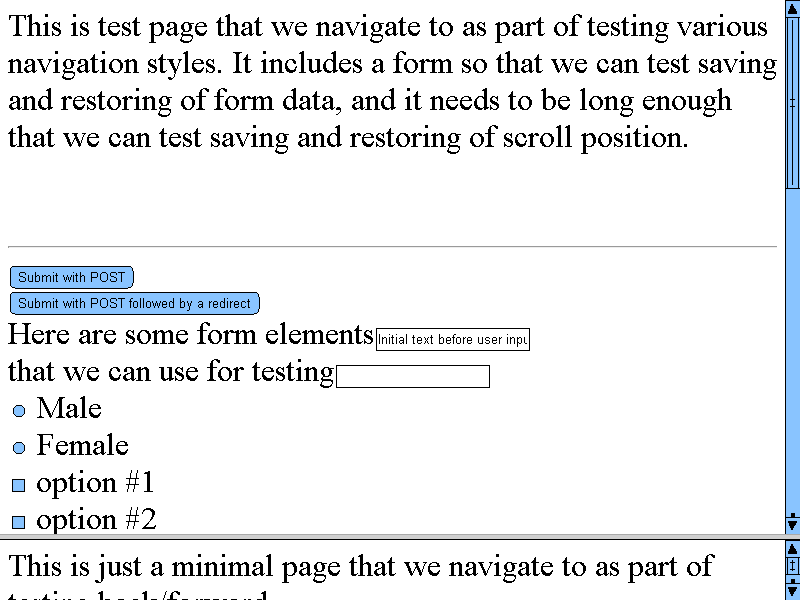 This is test page that we navigate to as part of testing various
navigation styles. It includes a form so that we can test saving
and restoring of form data, and it needs to be long enough
that we can test saving and restoring of scroll position.
Submit with POST
Submit with POST followed by a redirect
Here are some form elements Initial text before user inpu
that we can use for testing
Male
Female
option #1
option #2
This is just a minimal page that we navigate to as part of
testing back/forward